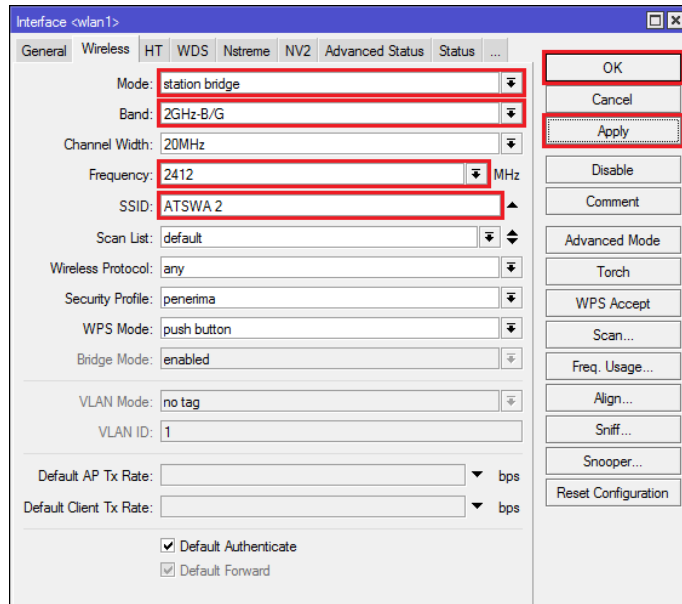 Interface <wlan1>
General Wireless HT WDS Nstreme NV2 Advanced Status Status ...
Mode: station bridge
Band: 2GHz-B/G
Channel Width: 20MHz
Frequency: 2412 MHz
SSID: ATSWA 2
Scan List: default
Wireless Protocol: any
Security Profile: penerima
WPS Mode: push button
Bridge Mode: enabled
VLAN Mode: no tag
VLAN ID: 1
Default AP Tx Rate: bps
Default Client Tx Rate: bps
Default Authenticate
Default Forward
OK
Cancel
Apply
Disable
Comment
Advanced Mode
Torch
WPS Accept
Scan...
Freq. Usage...
Align...
Sniff...
Snooper...
Reset Configuration